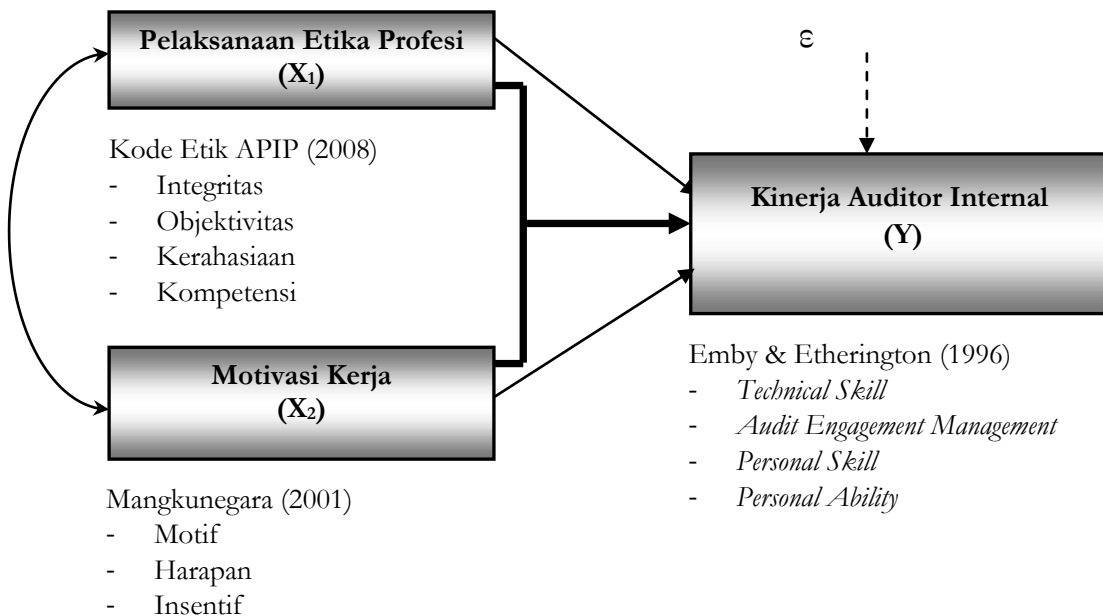 Pelaksanaan Etika Profesi
(X₁)
Kode Etik APIP (2008)
- Integritas
- Objektivitas
- Kerahasiaan
- Kompetensi
Motivasi Kerja
(X₂)
Mangkunegara (2001)
- Motif
- Harapan
- Insentif
ε
Kinerja Auditor Internal
(Y)
Emby & Etherington (1996)
- Technical Skill
- Audit Engagement Management
- Personal Skill
- Personal Ability